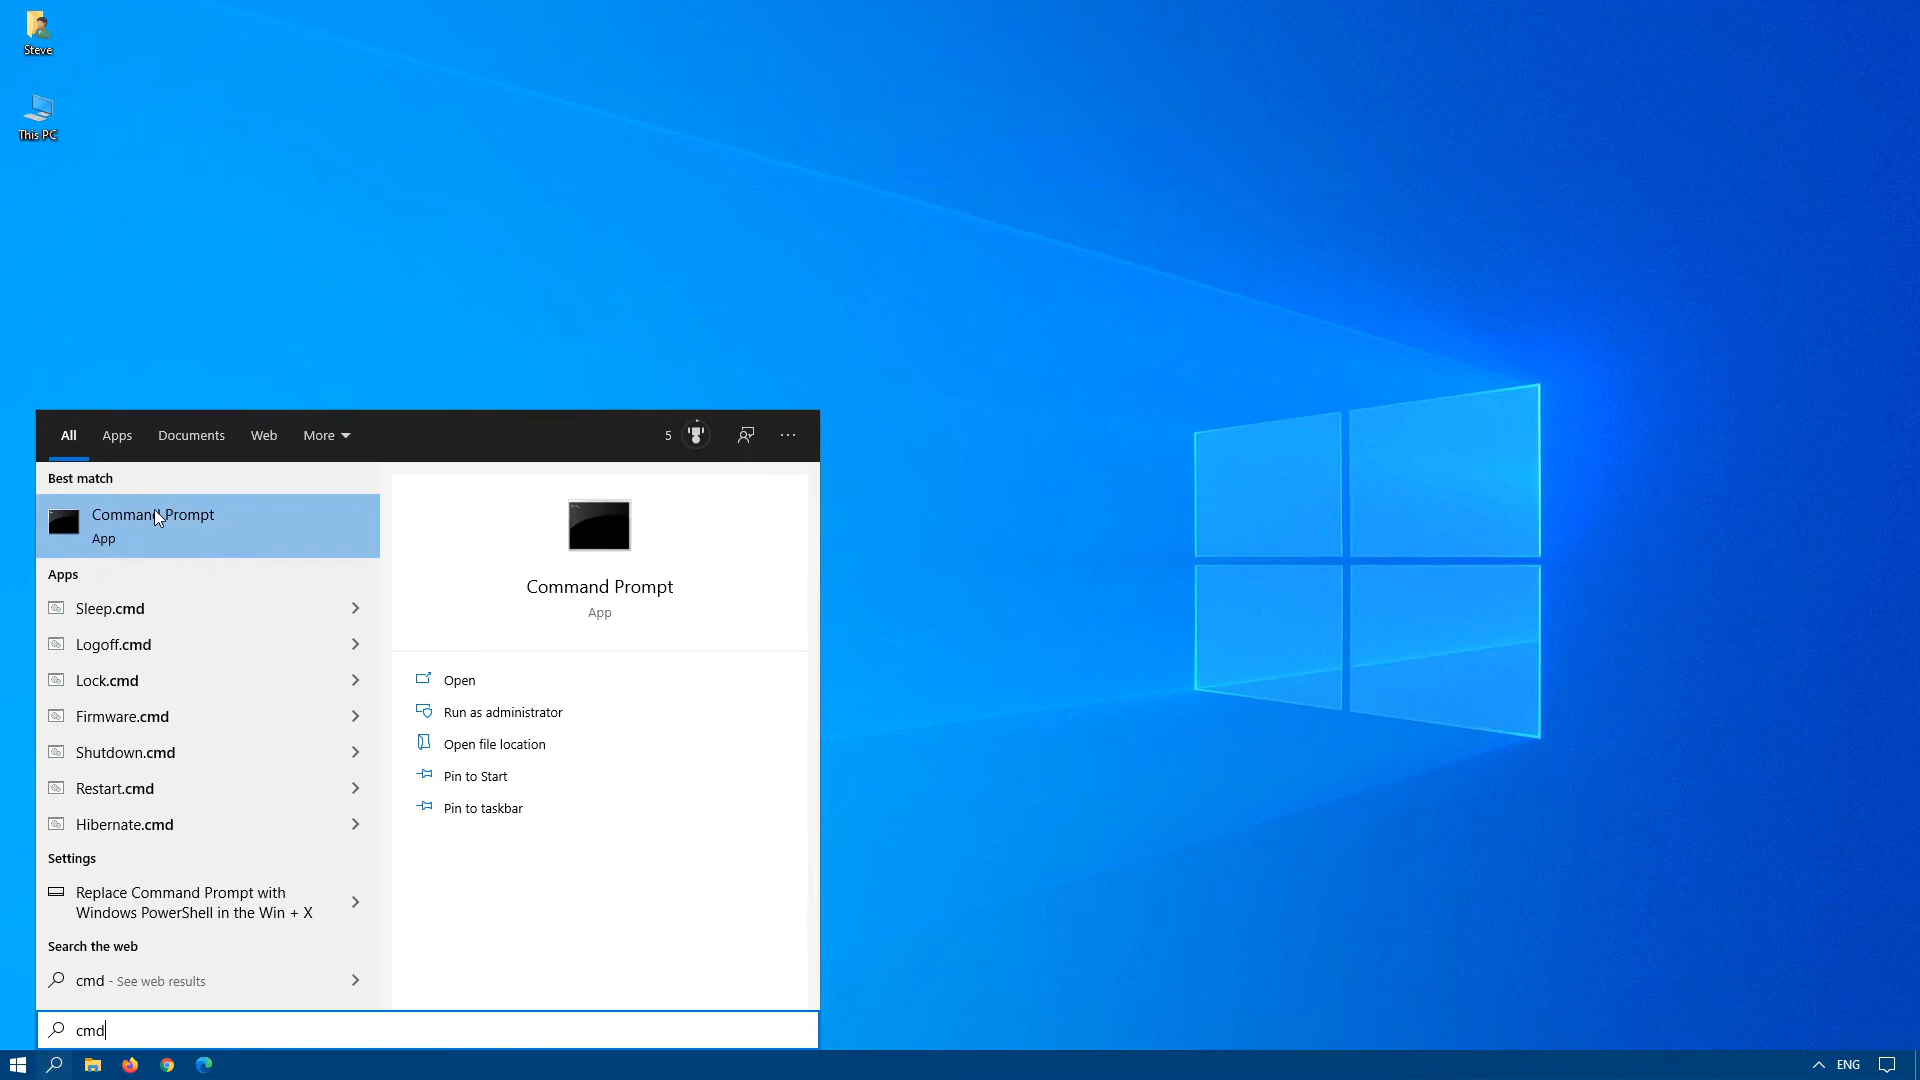 Steve
This PC
All Apps Documents Web More 5 ...
Best match
Command Prompt
App
Apps
Sleep.cmd
Logoff.cmd
Lock.cmd
Firmware.cmd
Shutdown.cmd
Restart.cmd
Hibernate.cmd
Settings
Replace Command Prompt with
Windows PowerShell in the Win + X
Search the web
cmd - See web results
Command Prompt
App
Open
Run as administrator
Open file location
Pin to Start
Pin to taskbar
cmd
ENG